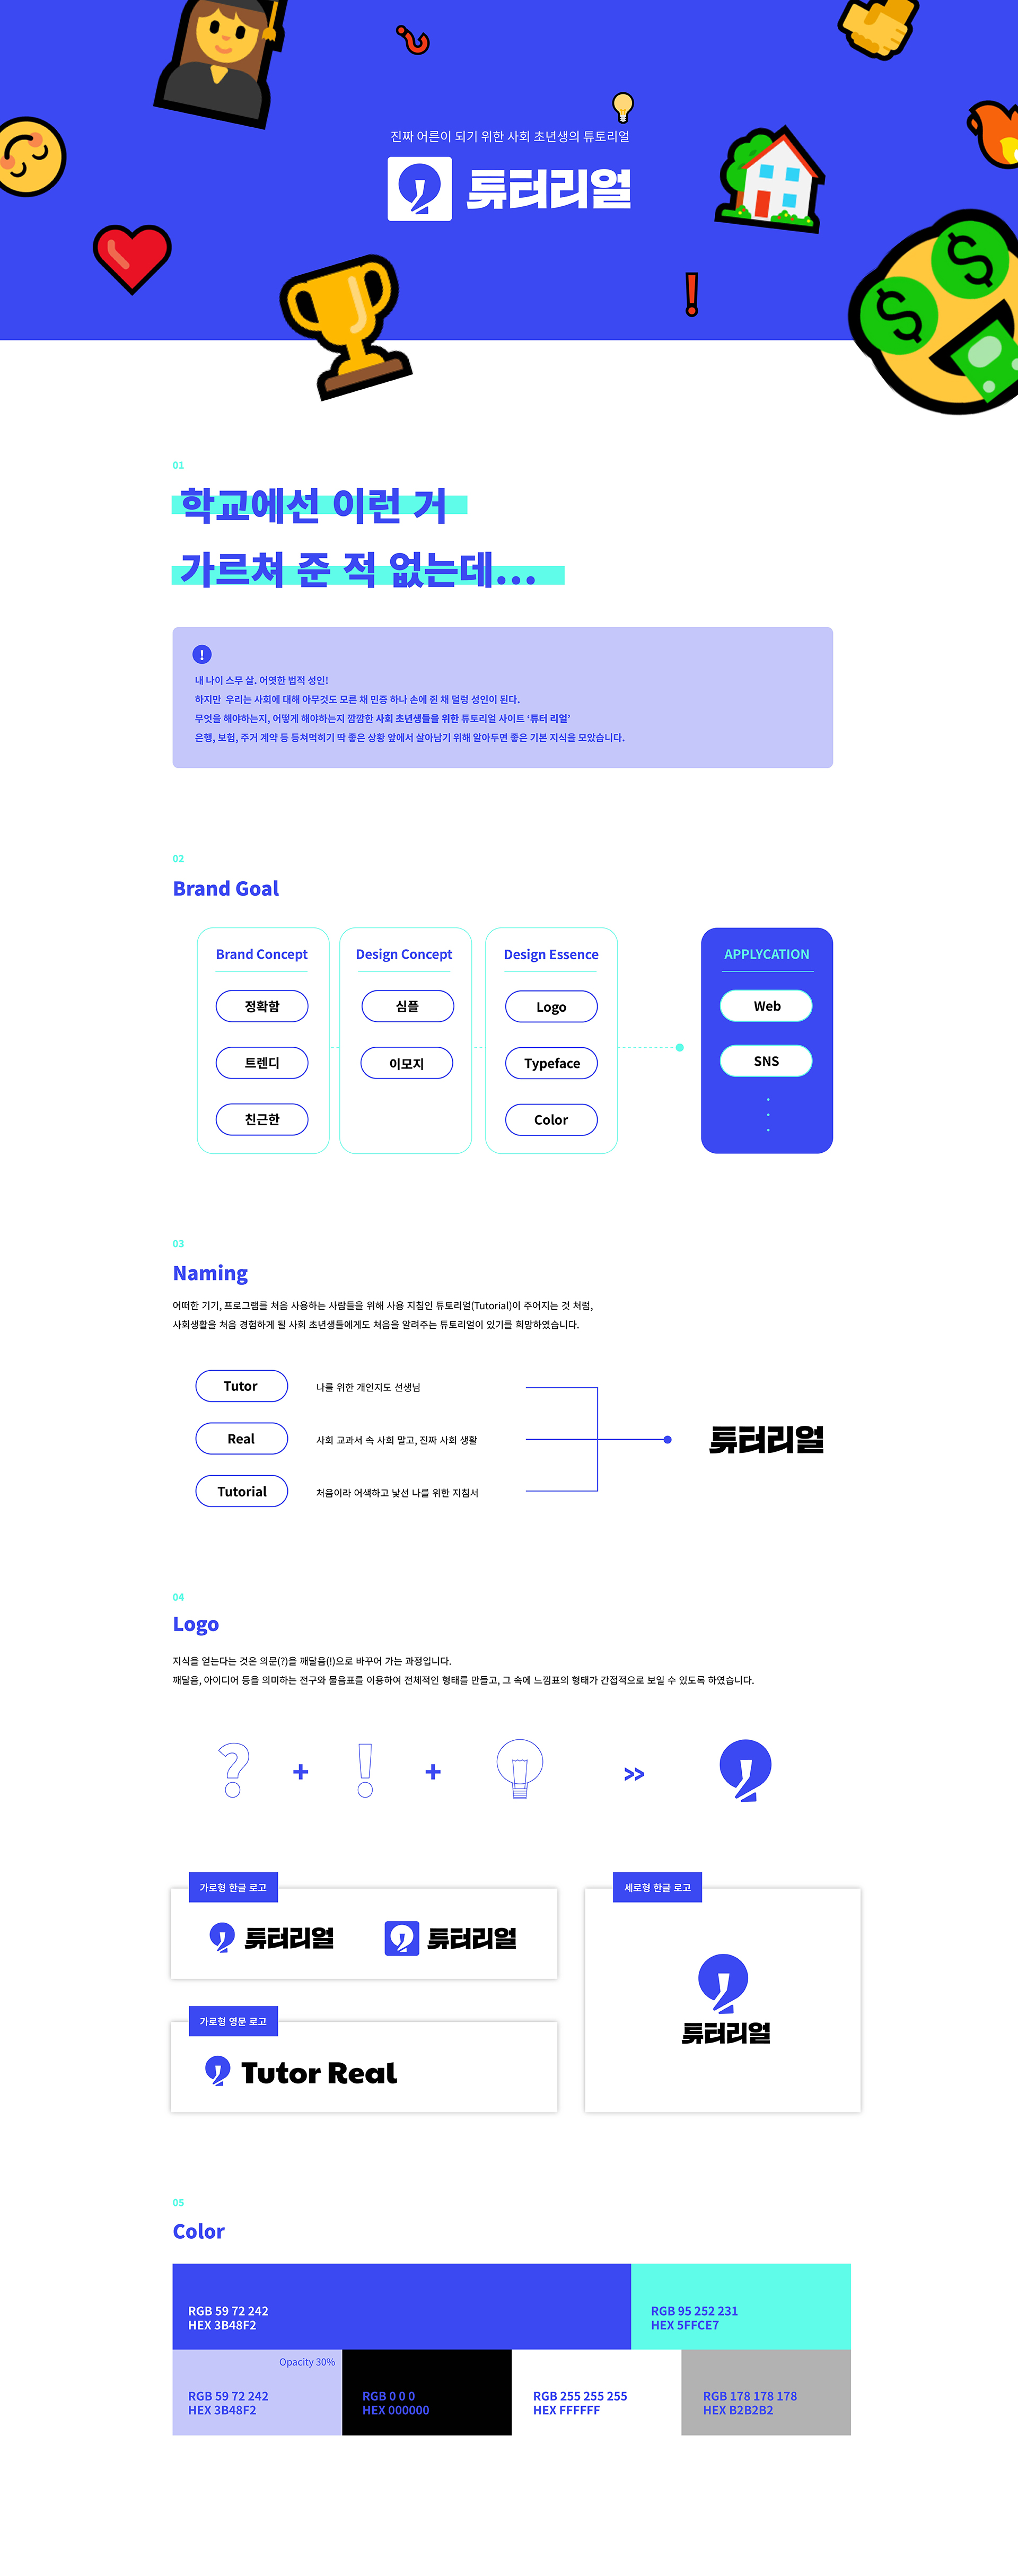 진짜 어른이 되기 위한 사회 초년생의 튜토리얼
튜터리얼
01
학교에선 이런 거
가르쳐 준 적 없는데...
!
내 나이 스무 살. 어엿한 법적 성인!
하지만 우리는 사회에 대해 아무것도 모른 채 민증 하나 손에 쥔 채 덜렁 성인이 된다.
무엇을 해야하는지, 어떻게 해야하는지 깜깜한 사회 초년생들을 위한 튜토리얼 사이트 ‘튜터 리얼’
은행, 보험, 주거 계약 등 등쳐먹히기 딱 좋은 상황 앞에서 살아남기 위해 알아두면 좋은 기본 지식을 모았습니다.
02
Brand Goal
Brand Concept
정확함
트렌디
친근한
Design Concept
심플
이모지
Design Essence
Logo
Typeface
Color
APPLYCATION
Web
SNS
03
Naming
어떠한 기기, 프로그램를 처음 사용하는 사람들을 위해 사용 지침인 튜토리얼(Tutorial)이 주어지는 것 처럼,
사회생활을 처음 경험하게 될 사회 초년생들에게도 처음을 알려주는 튜토리얼이 있기를 희망하였습니다.
Tutor 나를 위한 개인지도 선생님
Real 사회 교과서 속 사회 말고, 진짜 사회 생활
Tutorial 처음이라 어색하고 낯선 나를 위한 지침서
튜터리얼
04
Logo
지식을 얻는다는 것은 의문(?)을 깨달음(!)으로 바꾸어 가는 과정입니다.
깨달음, 아이디어 등을 의미하는 전구와 물음표를 이용하여 전체적인 형태를 만들고, 그 속에 느낌표의 형태가 간접적으로 보일 수 있도록 하였습니다.
? + ! + »
가로형 한글 로고
튜터리얼 튜터리얼
세로형 한글 로고
튜터리얼
가로형 영문 로고
Tutor Real
05
Color
RGB 59 72 242
HEX 3B48F2
RGB 95 252 231
HEX 5FFCE7
Opacity 30%
RGB 59 72 242
HEX 3B48F2
RGB 0 0 0
HEX 000000
RGB 255 255 255
HEX FFFFFF
RGB 178 178 178
HEX B2B2B2